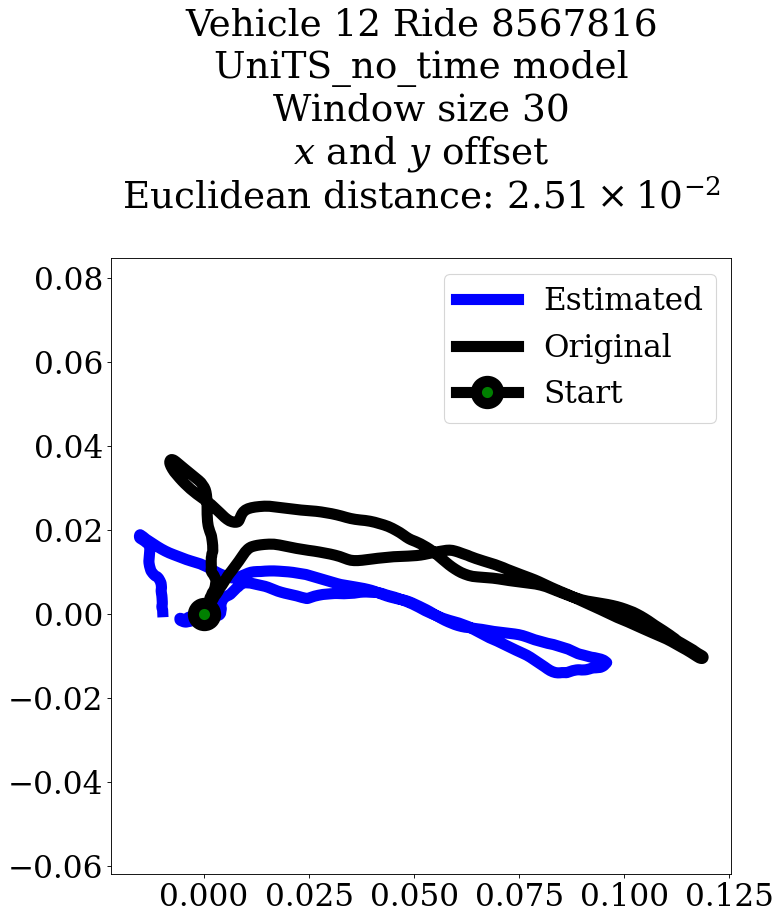 Vehicle 12 Ride 8567816
UniTS_no_time model
Window size 30
x and y offset
Euclidean distance: 2.51 × 10⁻²
Estimated
Original
Start
0.08
0.06
0.04
0.02
0.00
−0.02
−0.04
−0.06
0.000 0.025 0.050 0.075 0.100 0.125